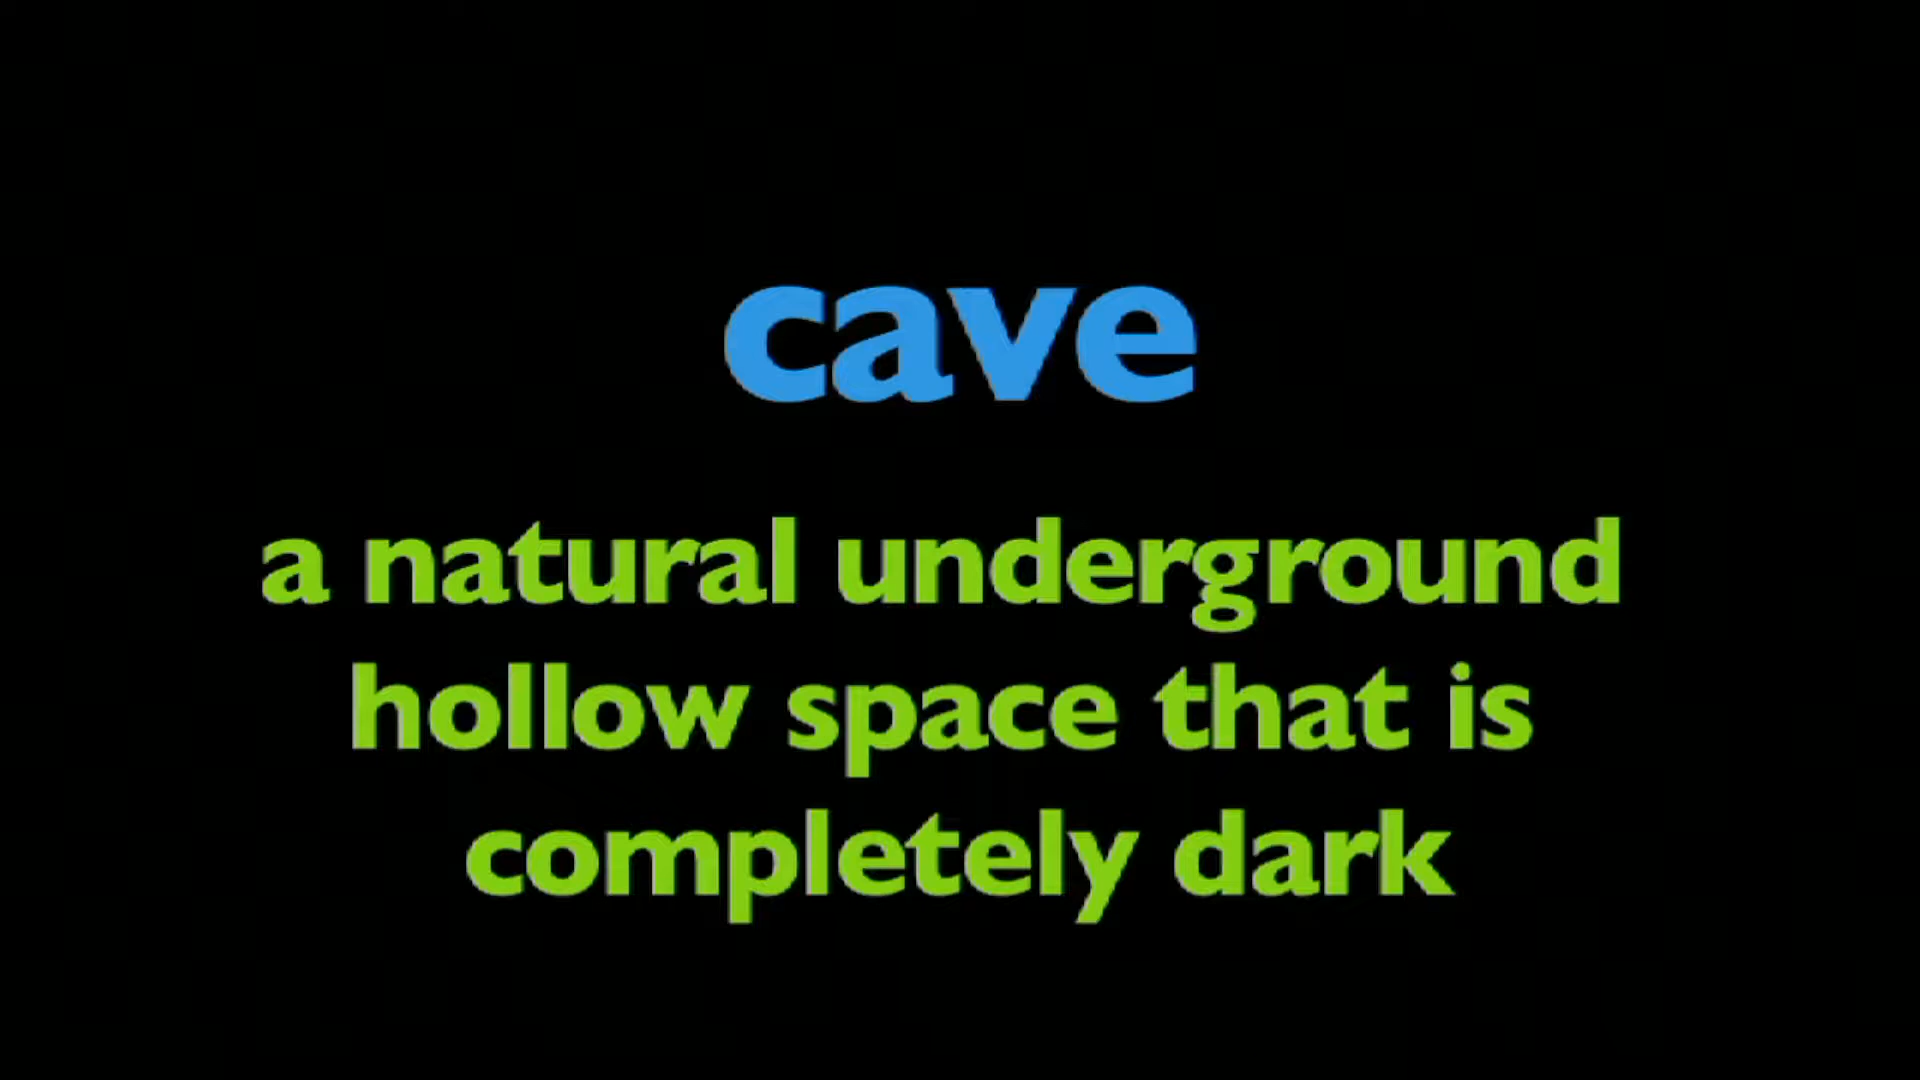 cave
a natural underground
hollow space that is
completely dark